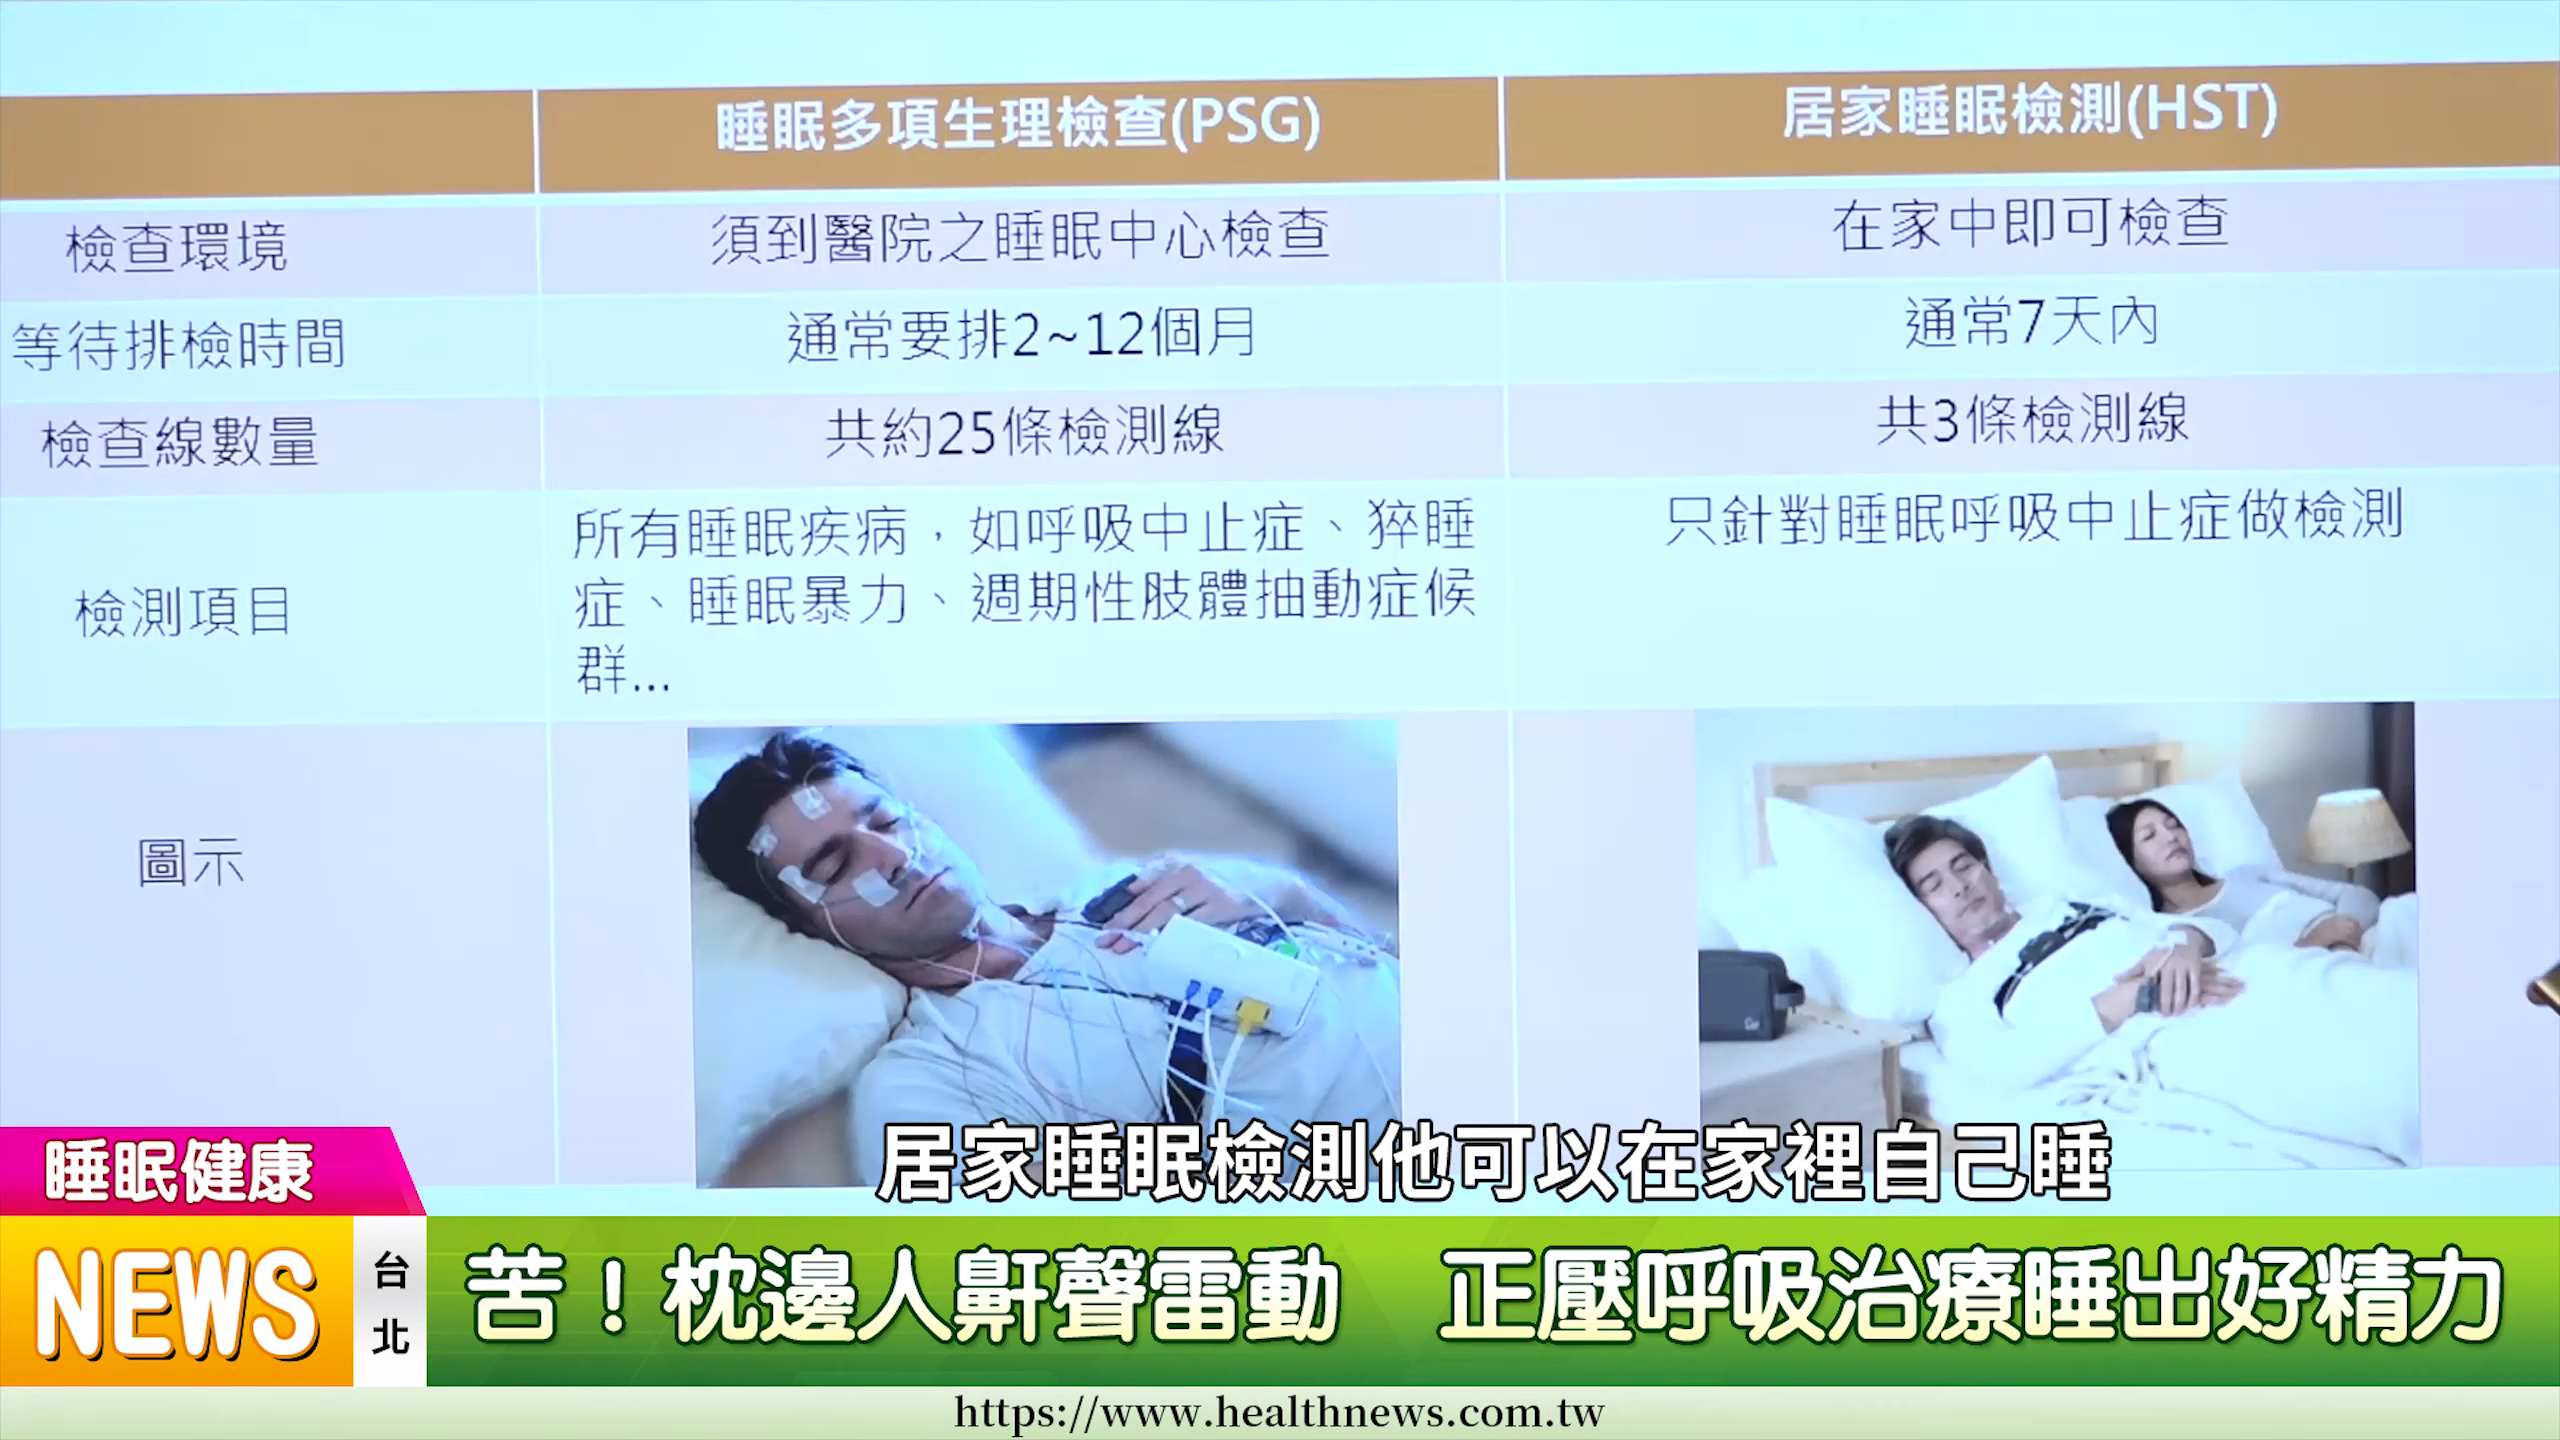 睡眠多項生理檢查(PSG)
居家睡眠檢測(HST)
檢查環境
須到醫院之睡眠中心檢查
在家中即可檢查
等待排檢時間
通常要排2~12個月
通常7天內
檢查線數量
共約25條檢測線
共3條檢測線
檢測項目
所有睡眠疾病，如呼吸中止症、猝睡
症、睡眠暴力、週期性肢體抽動症候
群...
只針對睡眠呼吸中止症做檢測
圖示
居家睡眠檢測他可以在家裡自己睡
睡眠健康
NEWS
台北
苦！枕邊人鼾聲雷動　正壓呼吸治療睡出好精力
https://www.healthnews.com.tw